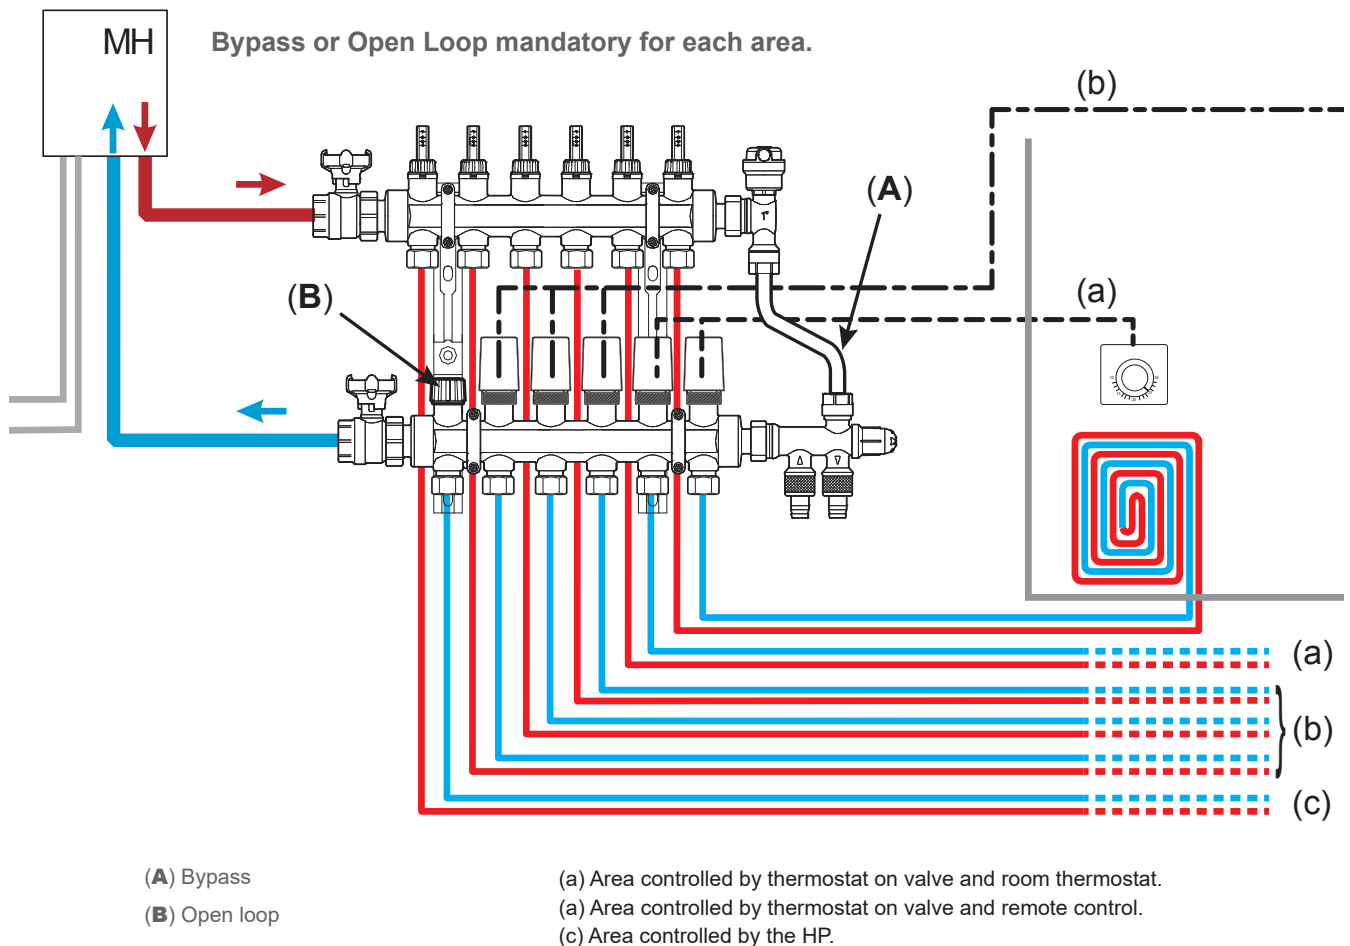 MH
Bypass or Open Loop mandatory for each area.
(b)
(A)
(a)
(B)
1"
(a)
(b)
(c)
(A) Bypass
(B) Open loop
(a) Area controlled by thermostat on valve and room thermostat.
(a) Area controlled by thermostat on valve and remote control.
(c) Area controlled by the HP.